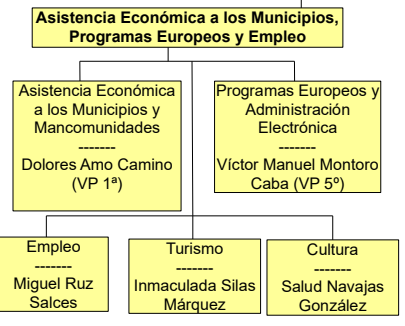 Asistencia Económica a los Municipios,
Programas Europeos y Empleo
Asistencia Económica
a los Municipios y
Mancomunidades
-------
Dolores Amo Camino
(VP 1ª)
Programas Europeos y
Administración
Electrónica
-------
Víctor Manuel Montoro
Caba (VP 5º)
Empleo
-------
Miguel Ruz
Salces
Turismo
-------
Inmaculada Silas
Márquez
Cultura
-------
Salud Navajas
González